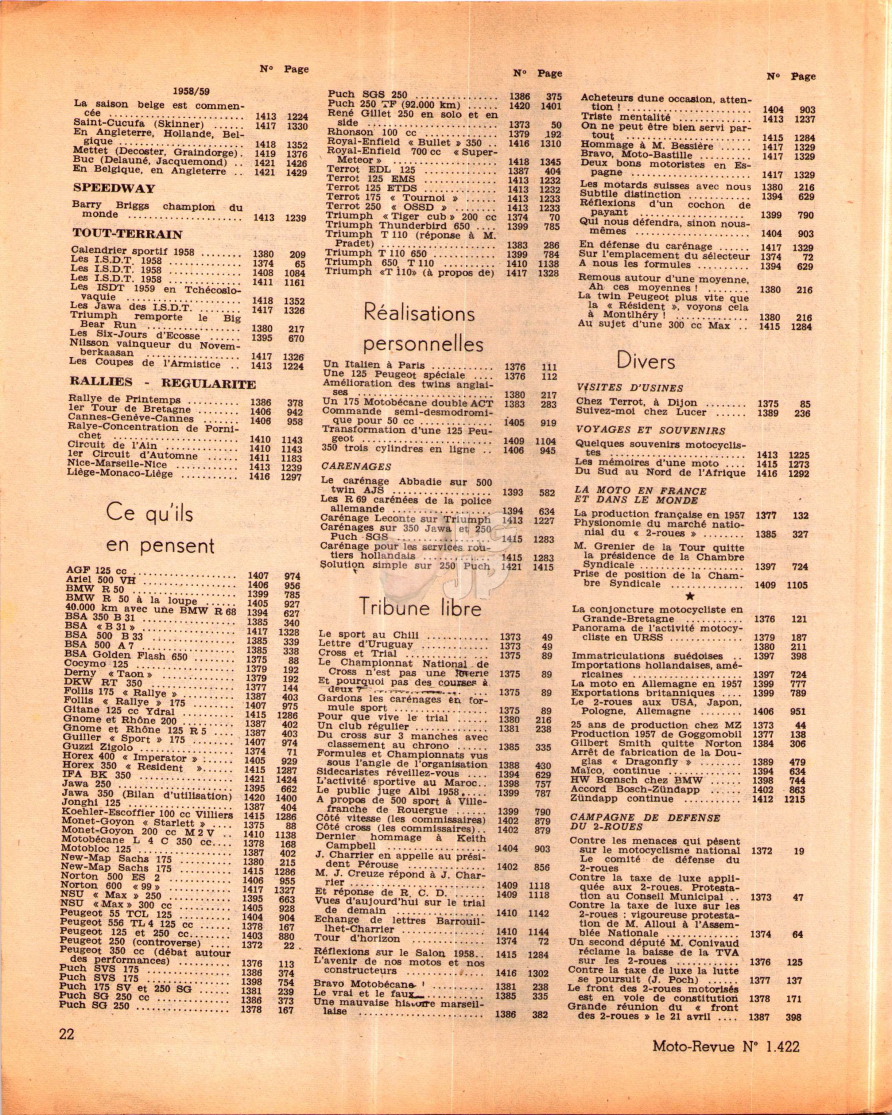 N° Page
1958/59
La saison belge est commen-
cée .................. 1413 1224
Saint-Cucufa (Skinner) ...... 1417 1330
En Angleterre, Hollande, Bel-
gique .................. 1418 1352
Mettet (Decoster, Graindorge). 1419 1376
Buc (Delauné, Jacquemond) .. 1421 1426
En Belgique, en Angleterre .. 1421 1429
SPEEDWAY
Barry Briggs champion du
monde .................. 1413 1239
TOUT-TERRAIN
Calendrier sportif 1958 ........ 1380 209
Les I.S.D.T. 1958 ............ 1374 65
Les I.S.D.T. 1958 ............ 1408 1084
Les I.S.D.T. 1958 ............ 1411 1161
Les ISDT 1959 en Tchécoslo-
vaquie .................. 1418 1352
Les Jawa des I.S.D.T. ........ 1417 1326
Triumph remporte le Big
Bear Run .............. 1380 217
Les Six-Jours d'Ecosse ...... 1395 670
Nilsson vainqueur du Novem-
berkaasan .............. 1417 1326
Les Coupes de l'Armistice .. 1413 1224
RALLIES - REGULARITE
Rallye de Printemps .......... 1386 378
1er Tour de Bretagne ........ 1406 942
Cannes-Genève-Cannes ........ 1406 958
Ralye-Concentration de Porni-
chet .................. 1410 1143
Circuit de l'Ain .............. 1410 1143
1er Circuit d'Automne ........ 1411 1183
Nice-Marseile-Nice ............ 1413 1239
Liége-Monaco-Liége .......... 1416 1297
Ce qu'ils
en pensent
AGF 125 cc .................. 1407 974
Ariel 500 VH ................ 1406 956
BMW R 50 .................. 1399 785
BMW R 50 à la loupe ...... 1405 927
40.000 km avec une BMW R 68 1394 627
BSA 350 B 31 ................ 1385 340
BSA « B 31 » ................ 1417 1328
BSA 500 B 33 ................ 1385 339
BSA 500 A 7 ................ 1385 338
BSA Golden Flash 650 ........ 1375 88
Cocymo 125 .................. 1379 192
Derny « Taon » .............. 1379 192
DKW RT 350 ................ 1377 144
Follis 175 « Rallye » .......... 1387 403
Follis « Rallye » 175 .......... 1407 975
Gitane 125 cc Ydral .......... 1415 1286
Gnome et Rhône 200 .......... 1387 402
Gnome et Rhône 125 R 5 .... 1387 403
Guiller « Sport » 175 .......... 1407 974
Guzzi Zigolo .................. 1374 71
Horex 400 « Imperator » ...... 1405 929
Horex 350 « Resident » ...... 1415 1287
IFA BK 350 .................. 1421 1424
Jawa 250 .................... 1395 662
Jawa 350 (Bilan d'utilisation) 1420 1400
Jonghi 125 .................. 1387 404
Koehler-Escoffier 100 cc Villiers 1415 1286
Monet-Goyon « Starlett » .... 1375 88
Monet-Goyon 200 cc M 2 V .. 1410 1138
Motobécane L 4 C 350 cc.... 1378 168
Motobloc 125 ................ 1387 402
New-Map Sachs 175 .......... 1380 215
New-Map Sachs 175 .......... 1415 1286
Norton 500 ES 2 ............ 1406 955
Norton 600 « 99 » ............ 1417 1327
NSU « Max » 250 ............ 1395 663
NSU « Max » 300 cc ........ 1405 928
Peugeot 55 TCL 125 .......... 1404 904
Peugeot 556 TL 4 125 cc ...... 1378 167
Peugeot 125 et 250 cc........ 1403 880
Peugeot 250 (controverse) .... 1372 22
Peugeot 350 cc (débat autour
des performances) .......... 1376 113
Puch SVS 175 ................ 1386 374
Puch SVS 175 ................ 1398 754
Puch 175 SV et 250 SG ...... 1381 239
Puch SG 250 cc .............. 1386 373
Puch SG 250 ................ 1378 167
N° Page
Puch SGS 250 ................ 1386 375
Puch 250 TF (92.000 km) ...... 1420 1401
René Gillet 250 en solo et en
side .................. 1373 50
Rhonson 100 cc .............. 1379 192
Royal-Enfield « Bullet » 350 .. 1416 1310
Royal-Enfield 700 cc «Super-
Meteor » .............. 1418 1345
Terrot EDL 125 .............. 1387 404
Terrot 125 EMS .............. 1413 1232
Terrot 125 ETDS ............ 1413 1232
Terrot 175 « Tournoi » ...... 1413 1233
Terrot 250 « OSSD » ........ 1413 1233
Triumph « Tiger cub » 200 cc 1374 70
Triumph Thunderbird 650 .... 1399 785
Triumph T 110 (réponse à M.
Pradet) .................. 1383 286
Triumph T 110 650 ............ 1399 784
Triumph 650 T 110 .......... 1410 1138
Triumph «T 110» (à propos de) 1417 1328
Réalisations
personnelles
Un Italien à Paris ............ 1376 111
Une 125 Peugeot spéciale .... 1376 112
Amélioration des twins anglai-
ses .................. 1380 217
Un 175 Motobécane double ACT 1383 283
Commande semi-desmodromi-
que pour 50 cc .......... 1405 919
Transformation d'une 125 Peu-
geot .................. 1409 1104
350 trois cylindres en ligne .. 1406 945
CARENAGES
Le carénage Abbadie sur 500
twin AJS ................ 1393 582
Les R 69 carénées de la police
allemande ................ 1394 634
Carénage Leconte sur Triumph 1413 1227
Carénages sur 350 Jawa et 250
Puch SGS ................ 1415 1283
Carénage pour les services rou-
tiers hollandais ............ 1415 1283
Solution simple sur 250 Puch 1421 1415
Tribune libre
Le sport au Chili ............ 1373 49
Lettre d'Uruguay ............ 1373 49
Cross et Trial ................ 1375 89
Le Championnat National de
Cross n'est pas une loterie 1375 89
Et pourquoi pas des courses à
deux ? .................. 1375 89
Gardons les carénages en for-
mule sport .............. 1375 89
Pour que vive le trial ........ 1380 216
Un club régulier .............. 1381 238
Du cross sur 3 manches avec
classement au chrono ...... 1385 335
Formules et Championnats vus
sous l'angle de l'organisation 1388 430
Sidecaristes réveillez-vous .... 1394 629
L'activité sportive au Maroc.. 1398 757
Le public juge Albi 1958...... 1399 787
A propos de 500 sport à Ville-
franche de Rouergue ...... 1399 790
Côté vitesse (les commissaires) 1402 879
Côté cross (les commissaires).. 1402 879
Dernier hommage à Keith
Campbell ................ 1404 903
J. Charrier en appelle au prési-
dent Pérouse .............. 1402 856
M. J. Creuze répond à J. Char-
rier .................. 1409 1118
Et réponse de R. C. D. ...... 1409 1118
Vues d'aujourd'hui sur le trial
de demain ................ 1410 1142
Echange de lettres Barrouil-
lhet-Charrier .............. 1410 1144
Tour d'horizon .............. 1374 72
Réflexions sur le Salon 1958.. 1415 1284
L'avenir de nos motos et nos
constructeurs .............. 1416 1302
Bravo Motobécane ! .......... 1381 238
Le vrai et le faux............ 1385 335
Une mauvaise histoire marseil-
laise .................. 1386 382
N° Page
Acheteurs dune occasion, atten-
tion ! .................. 1404 903
Triste mentalité .............. 1413 1237
On ne peut être bien servi par-
tout .................. 1415 1284
Hommage à M. Bessière ...... 1417 1329
Bravo, Moto-Bastille .......... 1417 1329
Deux bons motoristes en Es-
pagne .................. 1417 1329
Les motards suisses avec nous 1380 216
Subtile distinction ............ 1394 629
Réflexions d'un cochon de
payant .................. 1399 790
Qui nous défendra, sinon nous-
mêmes .................. 1404 903
En défense du carénage ...... 1417 1329
Sur l'emplacement du sélecteur 1374 72
A nous les formules .......... 1394 629
Remous autour d'une moyenne,
Ah ces moyennes ! ........ 1380 216
La twin Peugeot plus vite que
la « Résident », voyons cela
à Montlhéry ! ............ 1380 216
Au sujet d'une 300 cc Max .. 1415 1284
Divers
VISITES D'USINES
Chez Terrot, à Dijon ........ 1375 85
Suivez-moi chez Lucer ...... 1389 236
VOYAGES ET SOUVENIRS
Quelques souvenirs motocyclis-
tes .................. 1413 1225
Les mémoires d'une moto .... 1415 1273
Du Sud au Nord de l'Afrique 1416 1292
LA MOTO EN FRANCE
ET DANS LE MONDE
La production française en 1957 1377 132
Physionomie du marché natio-
nial du « 2-roues » ........ 1385 327
M. Grenier de la Tour quitte
la présidence de la Chambre
Syndicale ................ 1397 724
Prise de position de la Cham-
bre Syndicale ............ 1409 1105
★
La conjoncture motocycliste en
Grande-Bretagne .......... 1376 121
Panorama de l'activité motocy-
cliste en URSS ............ 1379 187
1380 211
Immatriculations suédoises .. 1397 398
Importations hollandaises, amé-
ricaines .................. 1397 724
La moto en Allemagne en 1957 1399 777
Exportations britanniques .... 1399 789
Le 2-roues aux USA, Japon,
Pologne, Allemagne ........ 1406 951
25 ans de production chez MZ 1373 44
Production 1957 de Goggomobil 1377 138
Gilbert Smith quitte Norton 1384 306
Arrêt de fabrication de la Dou-
glas « Dragonfly » ........ 1389 479
Maïco, continue .............. 1394 634
HW Bœnsch chez BMW ...... 1398 744
Accord Bosch-Zündapp ...... 1402 863
Zündapp continue ............ 1412 1215
CAMPAGNE DE DEFENSE
DU 2-ROUES
Contre les menaces qui pèsent
sur le motocyclisme national 1372 19
Le comité de défense du
2-roues
Contre la taxe de luxe appli-
quée aux 2-roues. Protesta-
tion au Conseil Municipal .. 1373 47
Contre la taxe de luxe sur les
2-roues : vigoureuse protesta-
tion de M. Alloui à l'Assem-
blée Nationale ............ 1374 64
Un second député M. Conivaud
réclame la baisse de la TVA
sur les 2-roues ............ 1376 125
Contre la taxe de luxe la lutte
se poursuit (J. Poch) ...... 1377 137
Le front des 2-roues motorisés
est en voie de constitution 1378 171
Grande réunion du « front
des 2-roues » le 21 avril .... 1387 398
22
Moto-Revue N° 1.422